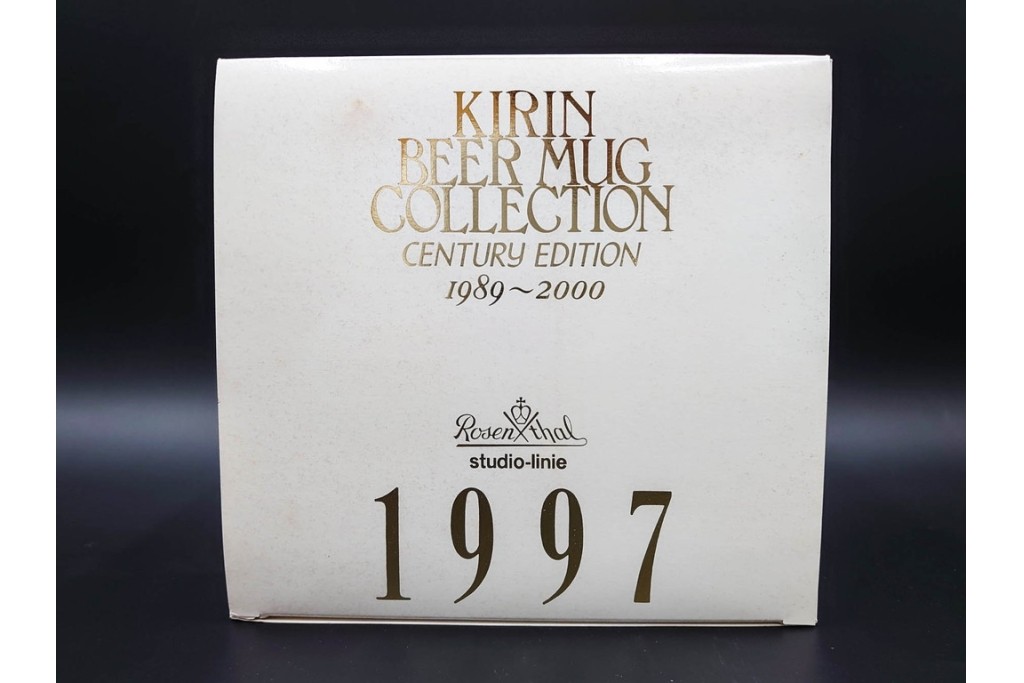 KIRIN
BEER MUG
COLLECTION
CENTURY EDITION
1989~2000
Rosenthal
studio-linie
1997